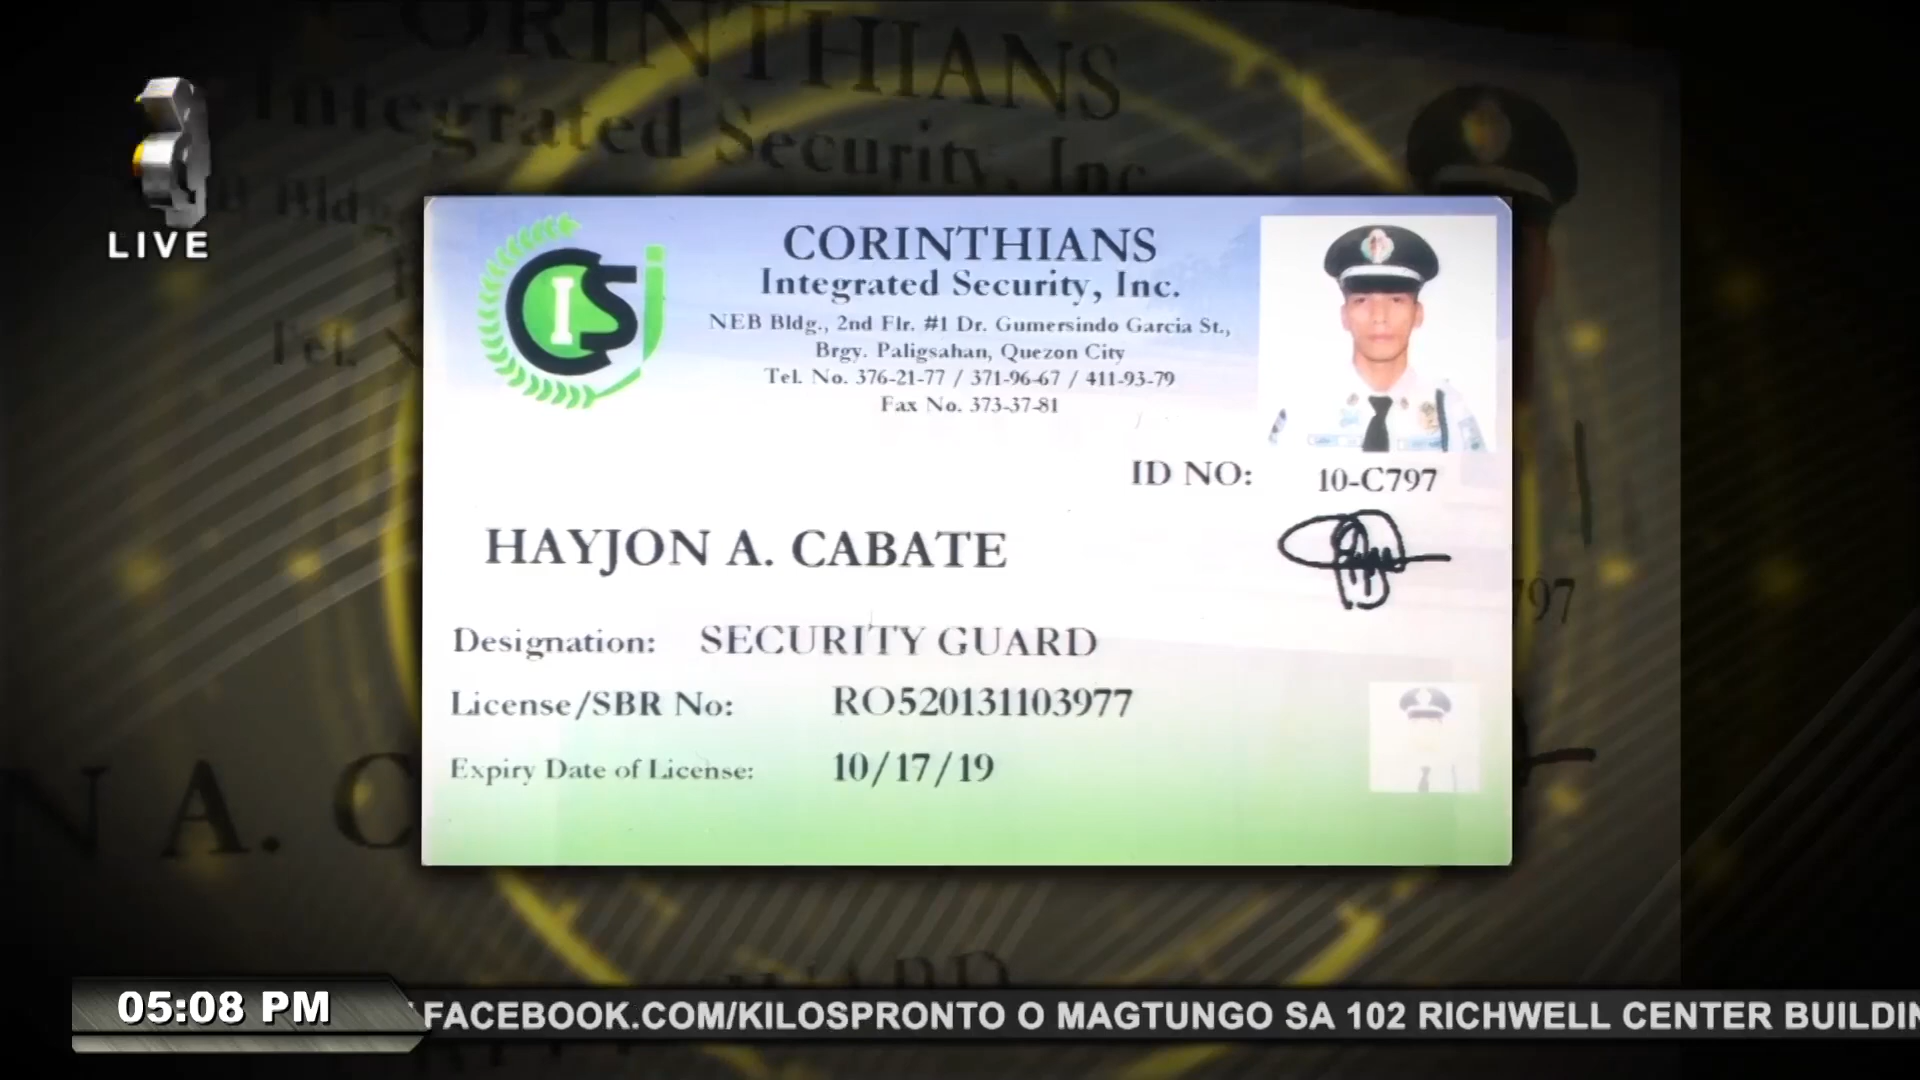 LIVE
CORINTHIANS
Integrated Security, Inc.
NEB Bldg., 2nd Flr. #1 Dr. Gumersindo Garcia St.,
Brgy. Paligsahan, Quezon City
Tel. No. 376-21-77 / 371-96-67 / 411-93-79
Fax No. 373-37-81
ID NO: 10-C797
HAYJON A. CABATE
Designation: SECURITY GUARD
License/SBR No: RO520131103977
Expiry Date of License: 10/17/19
05:08 PM
FACEBOOK.COM/KILOSPRONTO O MAGTUNGO SA 102 RICHWELL CENTER BUILDIN